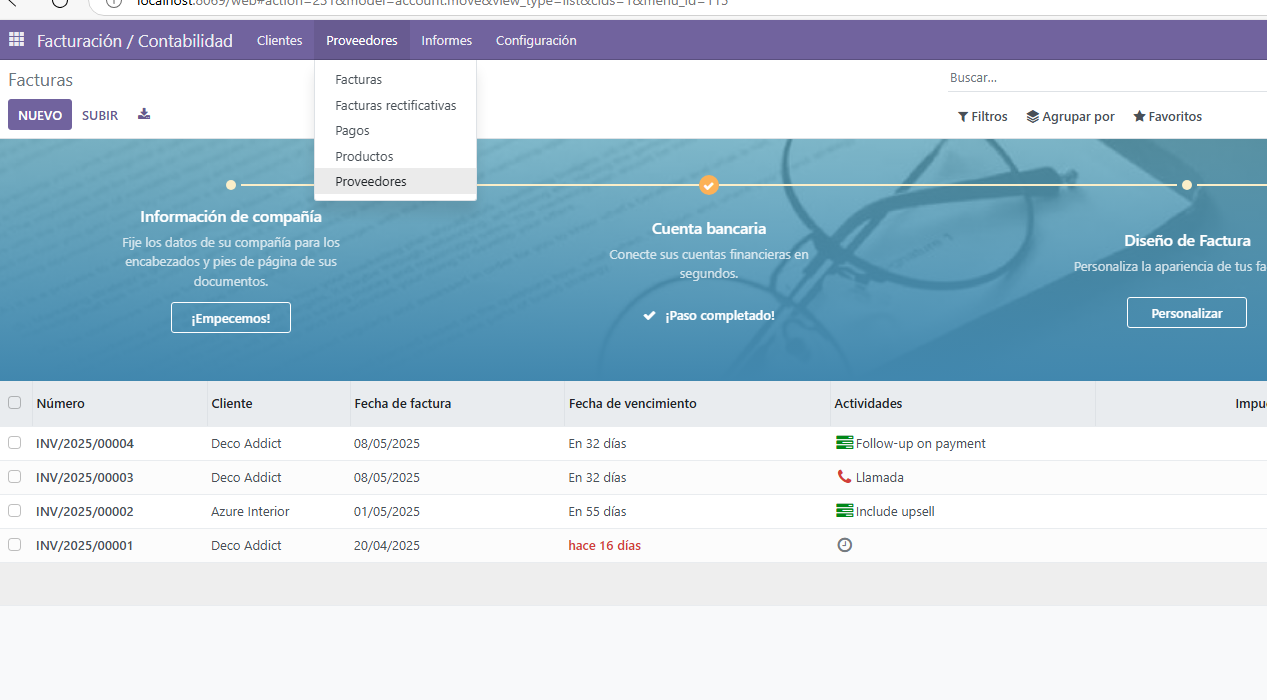 localhost:8069/web#action=231&model=account.move&view_type=list&cids=1&menu_id=115
Facturación / Contabilidad Clientes Proveedores Informes Configuración
Facturas
Buscar...
NUEVO SUBIR
Filtros Agrupar por Favoritos
Facturas
Facturas rectificativas
Pagos
Productos
Proveedores
Información de compañía
Fije los datos de su compañía para los
encabezados y pies de página de sus
documentos.
¡Empecemos!
Cuenta bancaria
Conecte sus cuentas financieras en
segundos.
¡Paso completado!
Diseño de Factura
Personaliza la apariencia de tus fa
Personalizar
Número Cliente Fecha de factura Fecha de vencimiento Actividades Impu
INV/2025/00004 Deco Addict 08/05/2025 En 32 días Follow-up on payment
INV/2025/00003 Deco Addict 08/05/2025 En 32 días Llamada
INV/2025/00002 Azure Interior 01/05/2025 En 55 días Include upsell
INV/2025/00001 Deco Addict 20/04/2025 hace 16 días